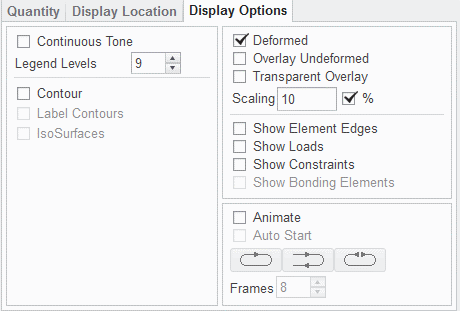 Quantity Display Location Display Options
Continuous Tone
Legend Levels 9
Contour
Label Contours
IsoSurfaces
Deformed
Overlay Undeformed
Transparent Overlay
Scaling 10 %
Show Element Edges
Show Loads
Show Constraints
Show Bonding Elements
Animate
Auto Start
Frames 8